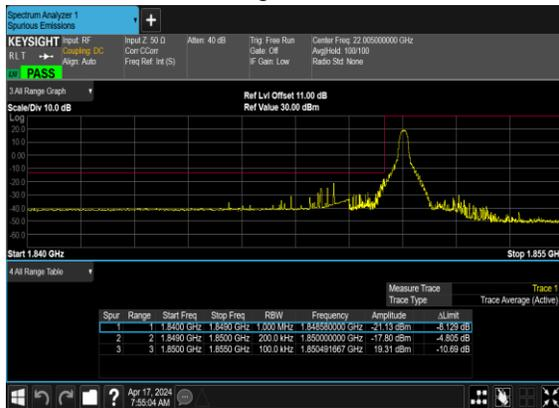 Spectrum Analyzer 1
Spurious Emissions
KEYSIGHT
Input: RF
Coupling: DC
Align: Auto
Input Z: 50 Ω
Corr CCorr
Freq Ref: Int (S)
Atten: 40 dB
Trig: Free Run
Gate: Off
IF Gain: Low
Center Freq: 22.005000000 GHz
Avg|Hold: 100/100
Radio Std: None
R L T
PASS
3 All Range Graph
Scale/Div 10.0 dB
Ref Lvl Offset 11.00 dB
Ref Value 30.00 dBm
Log
20.0
10.0
0.00
-10.0
-20.0
-30.0
-40.0
-50.0
-60.0
Start 1.840 GHz
Stop 1.855 GH
4 All Range Table
Measure Trace Trace 1
Trace Type Trace Average (Active)
Spur Range Start Freq Stop Freq RBW Frequency Amplitude ΔLimit
1 1 1.8400 GHz 1.8490 GHz 1.000 MHz 1.848580000 GHz -21.13 dBm -8.129 dB
2 2 1.8490 GHz 1.8500 GHz 200.0 kHz 1.850000000 GHz -17.80 dBm -4.805 dB
3 3 1.8500 GHz 1.8550 GHz 100.0 kHz 1.850491667 GHz 19.31 dBm -10.69 dB
Apr 17, 2024
7:55:04 AM